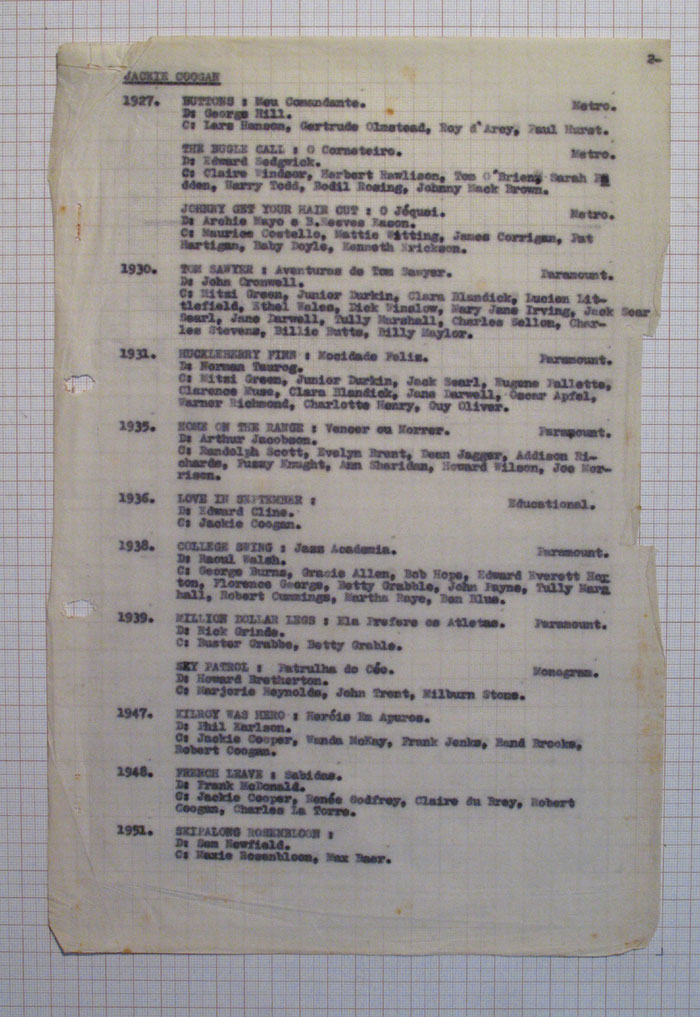 2-
JACKIE COOGAN
1927. BUTTONS : Meu Comandante. Metro.
D: George Hill.
C: Lars Hanson, Gertrude Olmstead, Roy d'Arcy, Paul Hurst.
THE BUGLE CALL : O Corneteiro. Metro.
D: Edward Sedgwick.
C: Claire Windsor, Herbert Rawlison, Tom O'Brien, Sarah Pa
dden, Harry Todd, Bodil Rosing, Johnny Mack Brown.
JOHNNY GET YOUR HAIR CUT : O Jóquei. Metro.
D: Archie Mayo e B.Reeves Eason.
C: Maurice Costello, Mattie Witting, James Corrigan, Pat
Hartigan, Baby Doyle, Kenneth Erickson.
1930. TOM SAWYER : Aventuras de Tom Sawyer. Paramount.
D: John Cronwell.
C: Mitzi Green, Junior Durkin, Clara Blandick, Lucien Lit-
tlefield, Ethel Wales, Dick Winslow, Mary Jane Irving, Jack Sear
Searl, Jane Darwell, Tully Marshall, Charles Sellon, Char-
les Stevens, Billie Butts, Billy Naylor.
1931. HUCKLEBERRY FINN : Mocidade Feliz. Paramount.
D: Norman Taurog.
C: Mitzi Green, Junior Durkin, Jack Searl, Eugene Pallette,
Clarence Muse, Clara Blandick, Jane Darwell, Oscar Apfel,
Warner Richmond, Charlotte Henry, Guy Oliver.
1935. HOME ON THE RANGE : Vencer ou Morrer. Paramount.
D: Arthur Jacobson.
C: Randolph Scott, Evelyn Brent, Dean Jagger, Addison Ri-
chards, Fuzzy Knught, Ann Sheridan, Howard Wilson, Joe Mor-
rison.
1936. LOVE IN SEPTEMBER : Educational.
D: Edward Cline.
C: Jackie Coogan.
1938. COLLEGE SWING : Jazz Academia. Paramount.
D: Raoul Walsh.
C: George Burns, Gracie Allen, Bob Hope, Edward Everett Hor
ton, Florence George, Betty Grabble, John Payne, Tully Mars
hall, Robert Cummings, Martha Raye, Ben Blue.
1939. MILLION DOLLAR LEGS : Ela Prefere os Atletas. Paramount.
D: Nick Grinde.
C: Buster Crabbe, Betty Grable.
SKY PATROL : Patrulha do Céo. Monogram.
D: Howard Bretherton.
C: Marjorie Reynolds, John Trent, Milburn Stone.
1947. KILROY WAS HERO : Heróis Em Apuros.
D: Phil Karlson.
C: Jackie Cooper, Wanda McKay, Frank Jenks, Rand Brooks,
Robert Coogan.
1948. FRENCH LEAVE : Sabidas.
D: Frank McDonald.
C: Jackie Cooper, Renée Godfrey, Claire du Brey, Robert
Coogan, Charles La Torre.
1951. SKIPALONG ROSENBLOOM :
D: Sam Newfield.
C: Maxie Rosenbloon, Max Baer.